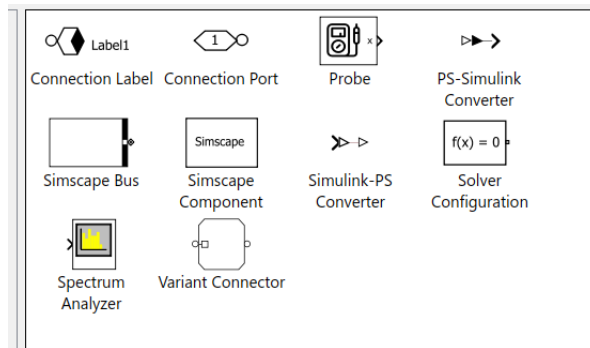 Label1
1
x
Connection Label
Connection Port
Probe
PS-Simulink
Converter
Simscape
f(x) = 0
Simscape Bus
Simscape
Component
Simulink-PS
Converter
Solver
Configuration
Spectrum
Analyzer
Variant Connector